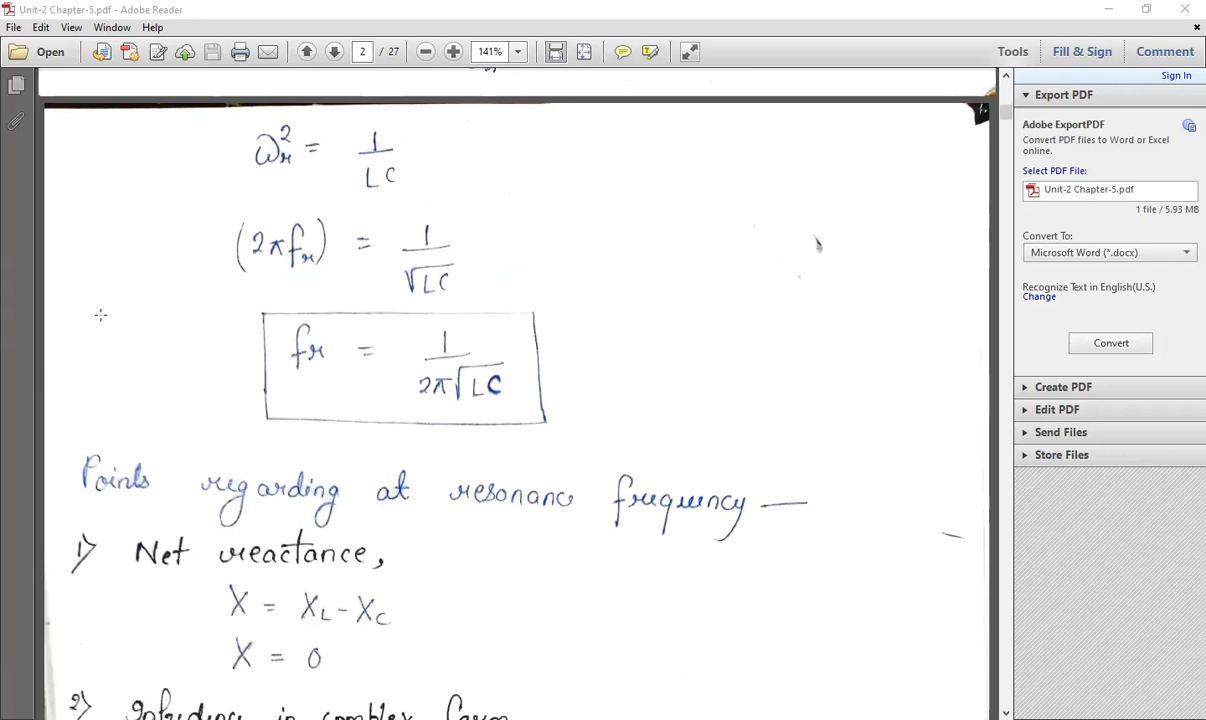 Unit-2 Chapter-5.pdf - Adobe Reader
File Edit View Window Help
Open 2 / 27 141% Tools Fill & Sign Comment
Sign In
Export PDF
Adobe ExportPDF
Convert PDF files to Word or Excel
online.
Select PDF File:
Unit-2 Chapter-5.pdf
1 file / 5.93 MB
Convert To:
Microsoft Word (*.docx)
Recognize Text in English(U.S.)
Change
Convert
Create PDF
Edit PDF
Send Files
Store Files
ωr² = 1/LC
(2πfr) = 1/√LC
fr = 1/2π√LC
Points regarding at resonance frequency —
1) Net reactance,
X = XL - XC
X = 0
2) in complex form